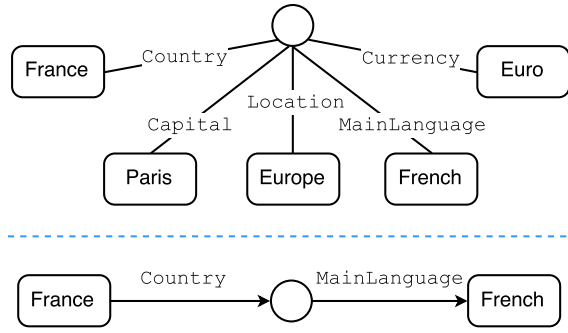 Country
Currency
France
Euro
Location
Capital
MainLanguage
Paris
Europe
French
Country
MainLanguage
France
French